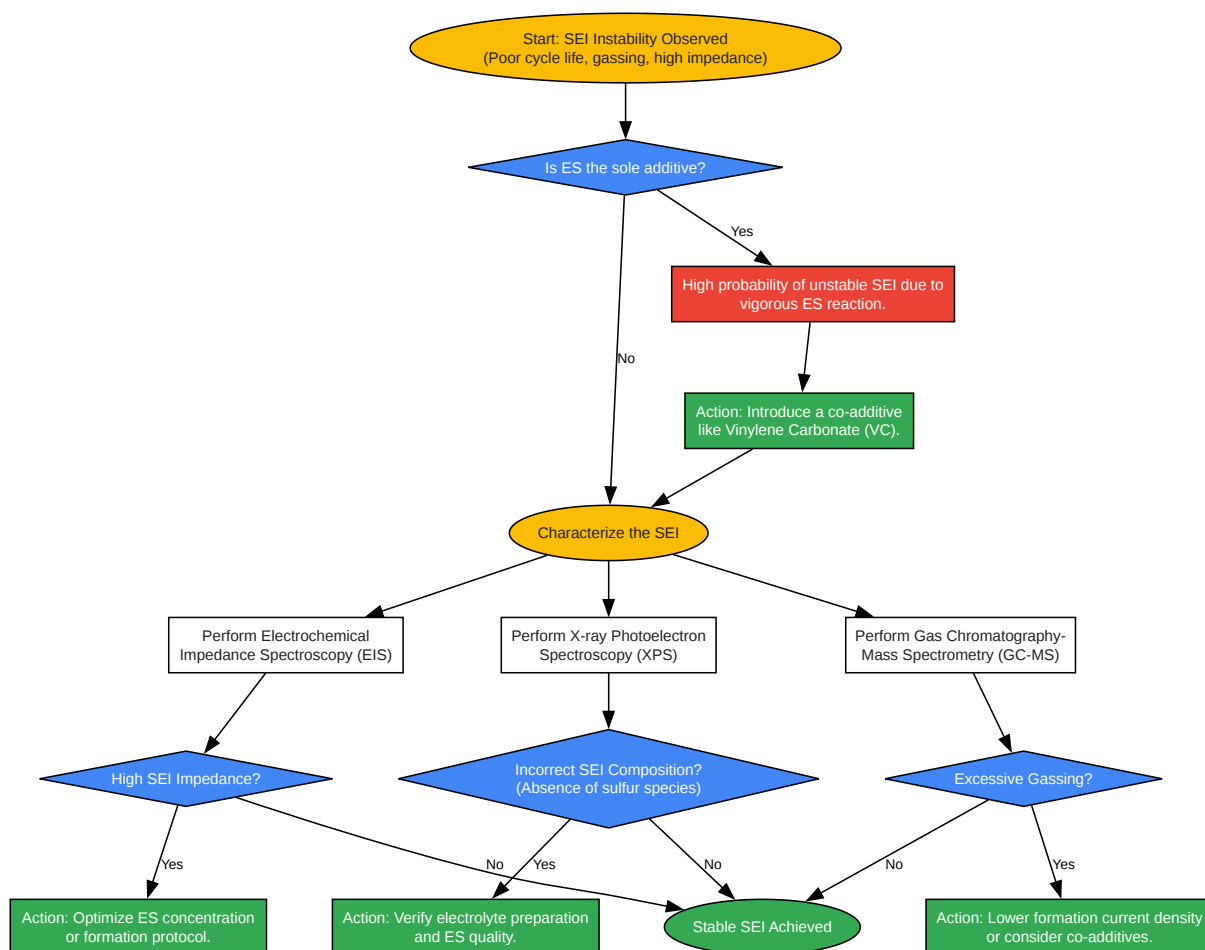 Start: SEI Instability Observed
(Poor cycle life, gassing, high impedance)
Is ES the sole additive?
Yes
High probability of unstable SEI due to
vigorous ES reaction.
No
Action: Introduce a co-additive
like Vinylene Carbonate (VC).
Characterize the SEI
Perform Electrochemical
Impedance Spectroscopy (EIS)
Perform X-ray Photoelectron
Spectroscopy (XPS)
Perform Gas Chromatography-
Mass Spectrometry (GC-MS)
High SEI Impedance?
Incorrect SEI Composition?
(Absence of sulfur species)
Excessive Gassing?
Yes
No
Yes
No
No
Yes
Action: Optimize ES concentration
or formation protocol.
Action: Verify electrolyte preparation
and ES quality.
Stable SEI Achieved
Action: Lower formation current density
or consider co-additives.